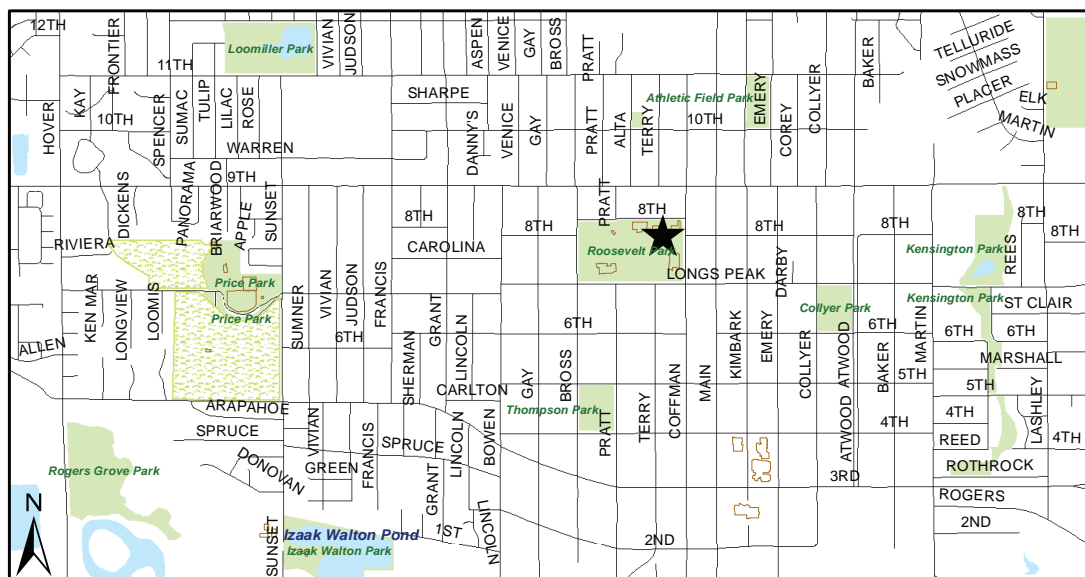 12TH
FRONTIER
KAY
10TH
HOVER
11TH
SPENCER
SUMAC
TULIP
LILAC
ROSE
Loomiller Park
VIVIAN
JUDSON
WARREN
SHARPE
ASPEN
VENICE
GAY
BROSS
PRATT
DANNY'S
VENICE
GAY
PRATT
ALTA
TERRY
Athletic Field Park
10TH
EMERY
COREY
COLLYER
BAKER
TELLURIDE
SNOWMASS
PLACER
ELK
MARTIN
DICKENS
PANORAMA
BRIARWOOD
9TH
APPLE
SUNSET
RIVIERA
KEN MAR
LONGVIEW
LOOMIS
ALLEN
Price Park
Price Park
SUMNER
VIVIAN
JUDSON
FRANCIS
6TH
8TH
CAROLINA
SHERMAN
GRANT
LINCOLN
CARLTON
8TH
PRATT
8TH
Roosevelt Park
LONGS PEAK
8TH
DARBY
8TH
Kensington Park
REES
8TH
8TH
Kensington Park
ST CLAIR
Collyer Park
6TH
6TH
MARTIN
6TH
6TH
MARSHALL
GAY
BROSS
Thompson Park
PRATT
TERRY
COFFMAN
MAIN
KIMBARK
EMERY
COLLYER
ATWOOD
ATWOOD
BAKER
5TH
5TH
4TH
4TH
REED
LASHLEY
4TH
ROTHROCK
ARAPAHOE
SPRUCE
VIVIAN
DONOVAN
GREEN
FRANCIS
SPRUCE
GRANT
LINCOLN
BOWEN
LINCOLN
1ST
3RD
ROGERS
2ND
2ND
Rogers Grove Park
SUNSET
Izaak Walton Pond
Izaak Walton Park
N